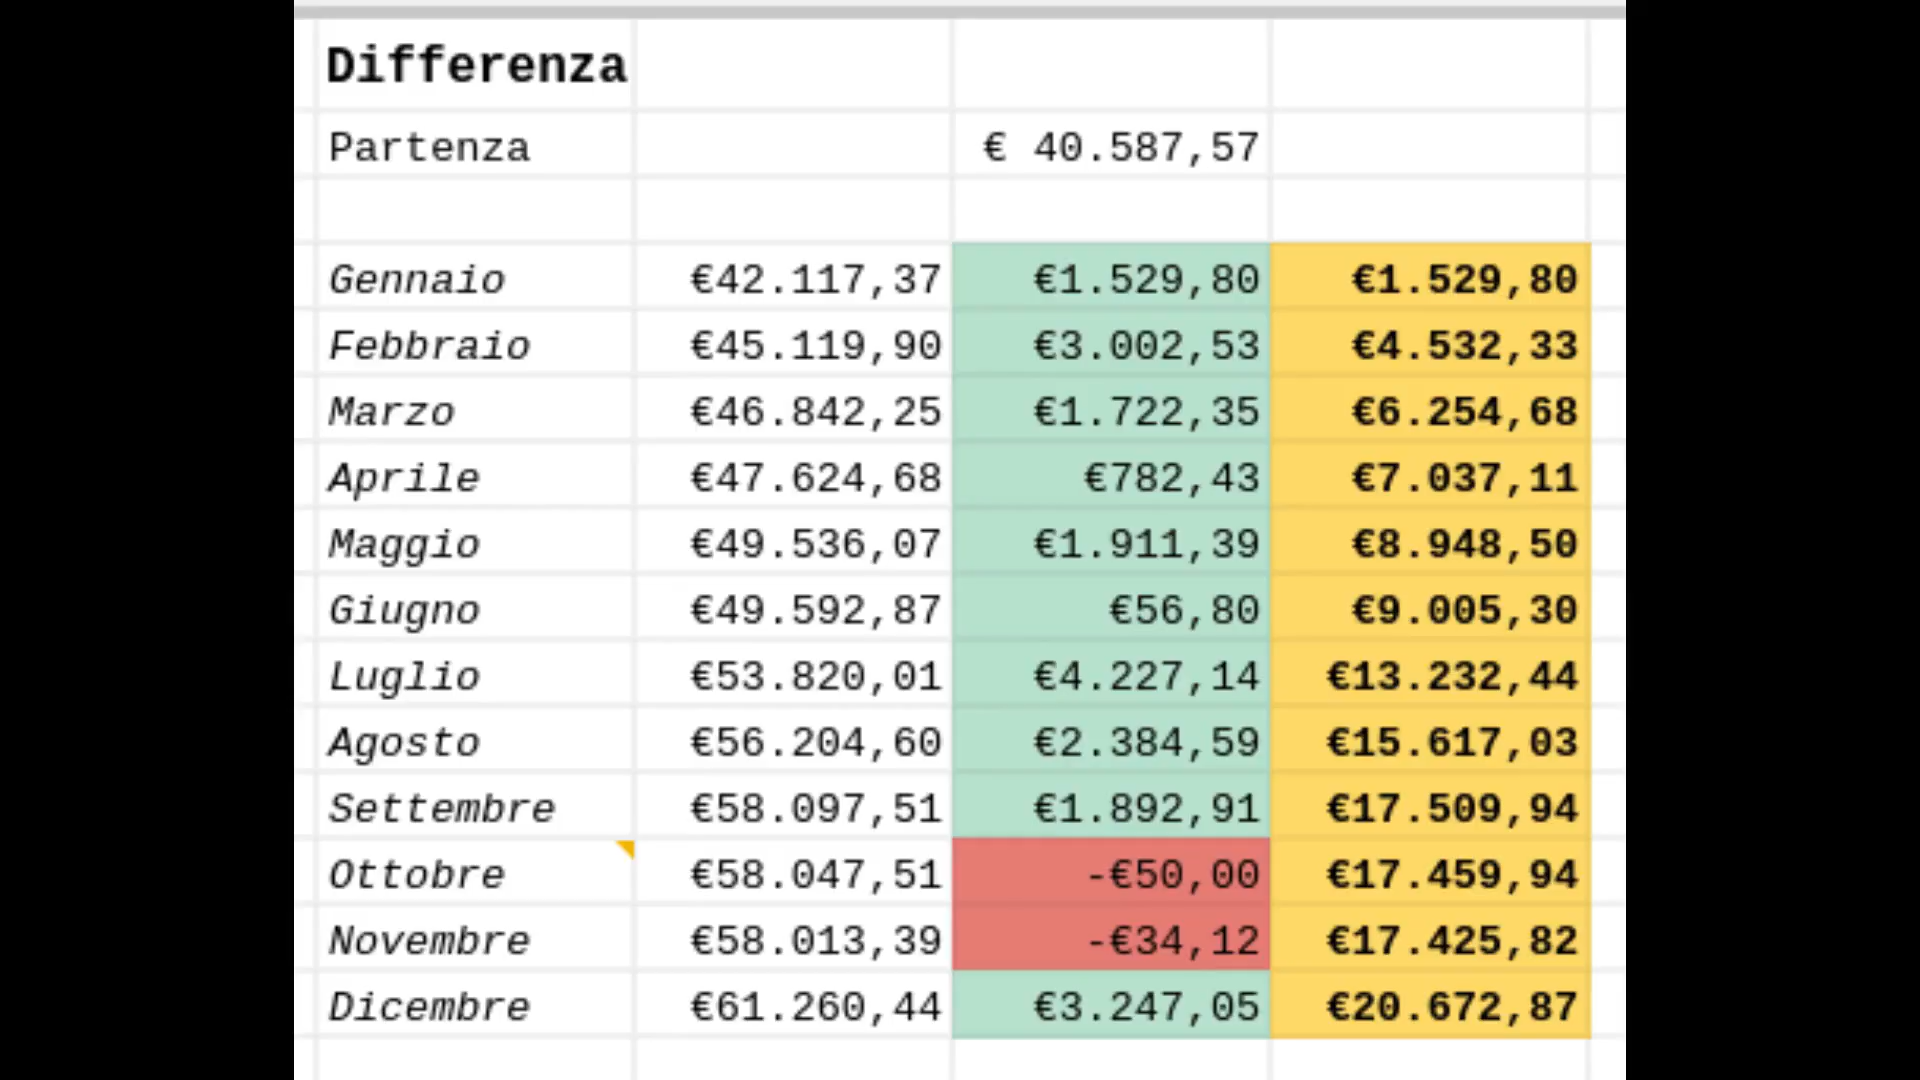 Differenza
Partenza € 40.587,57
Gennaio €42.117,37 €1.529,80 €1.529,80
Febbraio €45.119,90 €3.002,53 €4.532,33
Marzo €46.842,25 €1.722,35 €6.254,68
Aprile €47.624,68 €782,43 €7.037,11
Maggio €49.536,07 €1.911,39 €8.948,50
Giugno €49.592,87 €56,80 €9.005,30
Luglio €53.820,01 €4.227,14 €13.232,44
Agosto €56.204,60 €2.384,59 €15.617,03
Settembre €58.097,51 €1.892,91 €17.509,94
Ottobre €58.047,51 -€50,00 €17.459,94
Novembre €58.013,39 -€34,12 €17.425,82
Dicembre €61.260,44 €3.247,05 €20.672,87